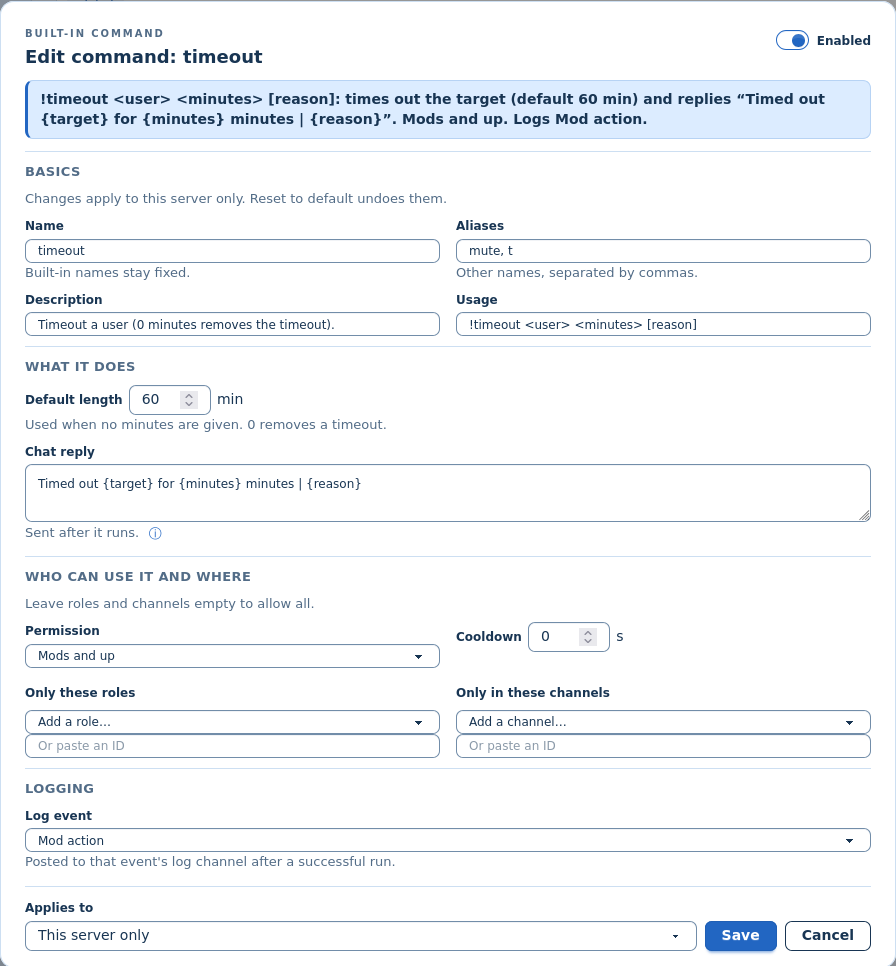 BUILT-IN COMMAND
Edit command: timeout
Enabled
!timeout <user> <minutes> [reason]: times out the target (default 60 min) and replies “Timed out
{target} for {minutes} minutes | {reason}”. Mods and up. Logs Mod action.
BASICS
Changes apply to this server only. Reset to default undoes them.
Name
Aliases
timeout
mute, t
Built-in names stay fixed.
Other names, separated by commas.
Description
Usage
Timeout a user (0 minutes removes the timeout).
!timeout <user> <minutes> [reason]
WHAT IT DOES
Default length 60 min
Used when no minutes are given. 0 removes a timeout.
Chat reply
Timed out {target} for {minutes} minutes | {reason}
Sent after it runs. ⓘ
WHO CAN USE IT AND WHERE
Leave roles and channels empty to allow all.
Permission
Mods and up
Cooldown 0 s
Only these roles
Only in these channels
Add a role…
Add a channel…
Or paste an ID
Or paste an ID
LOGGING
Log event
Mod action
Posted to that event's log channel after a successful run.
Applies to
This server only
Save
Cancel